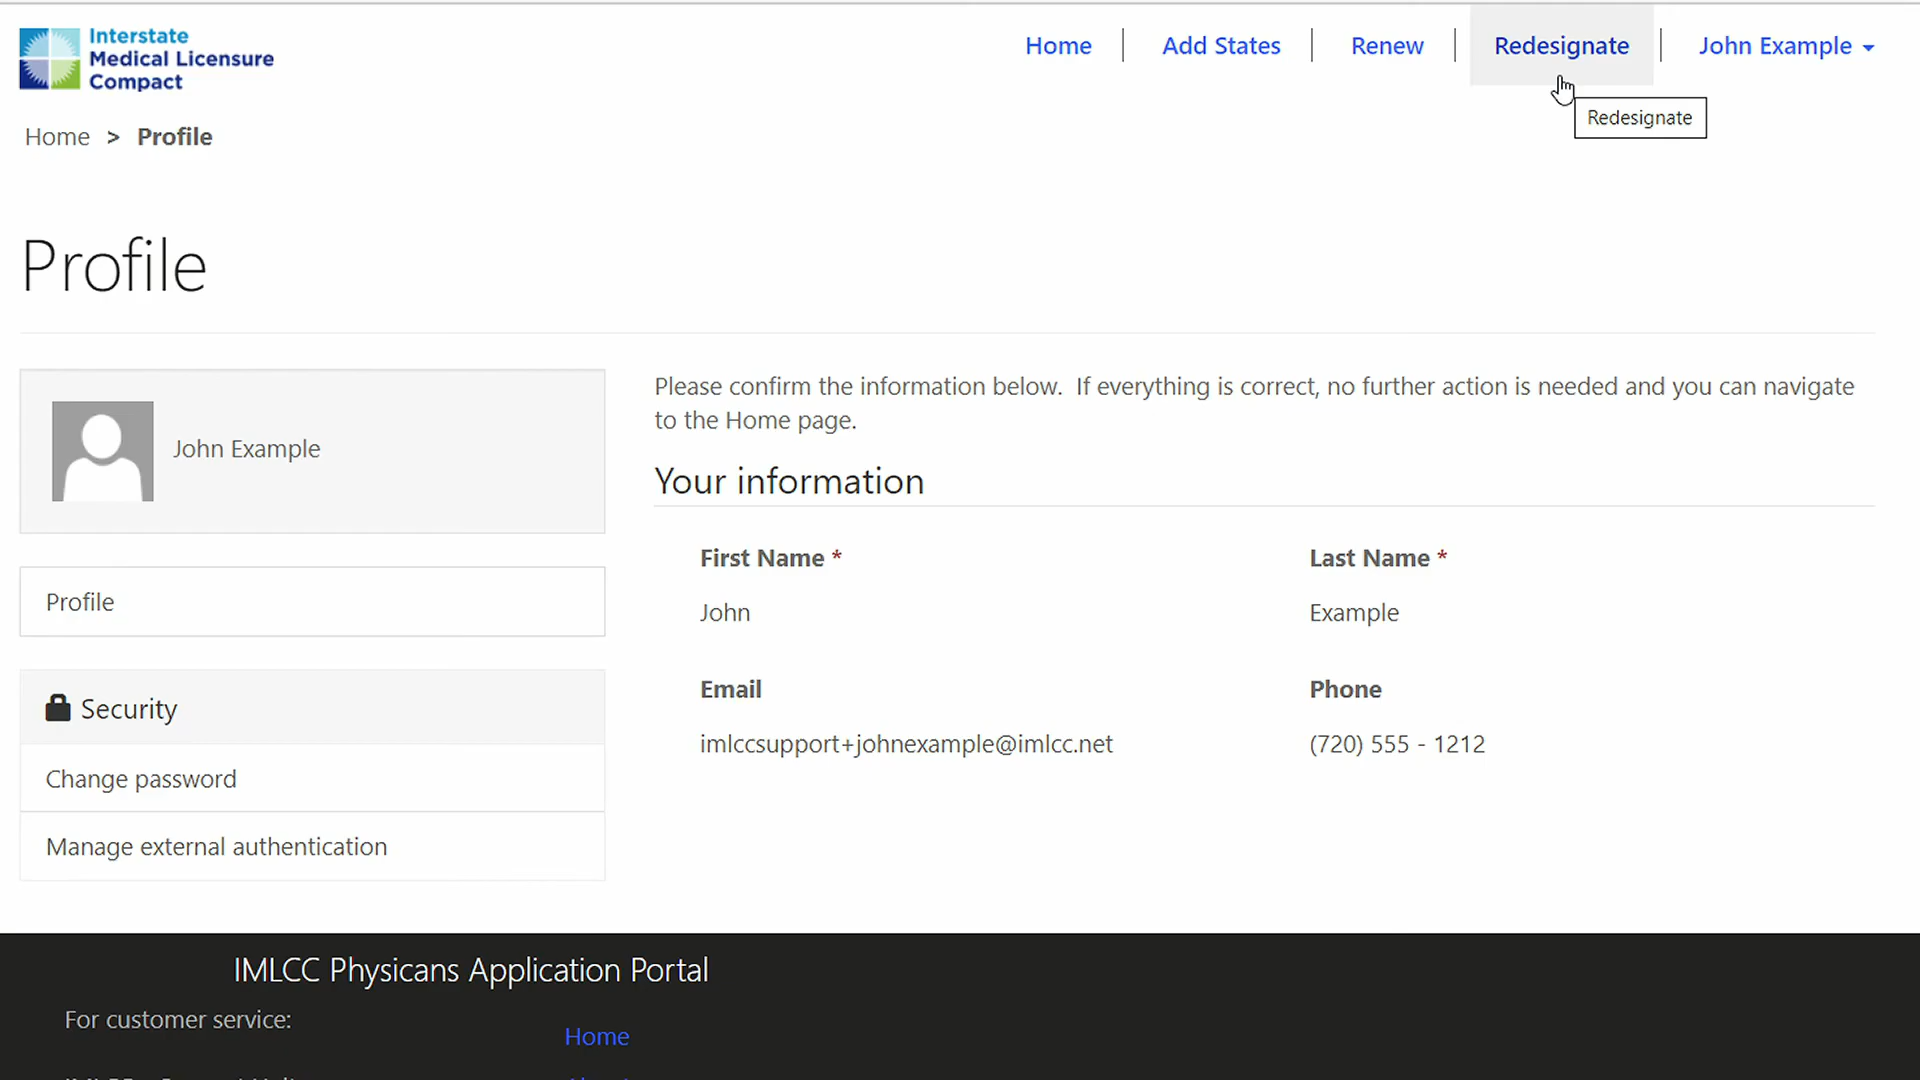 Interstate
Medical Licensure
Compact
Home
Add States
Renew
Redesignate
John Example
Redesignate
Home > Profile
Profile
John Example
Profile
Security
Change password
Manage external authentication
Please confirm the information below. If everything is correct, no further action is needed and you can navigate
to the Home page.
Your information
First Name *
Last Name *
John
Example
Email
Phone
imlccsupport+johnexample@imlcc.net
(720) 555 - 1212
IMLCC Physicans Application Portal
For customer service:
Home